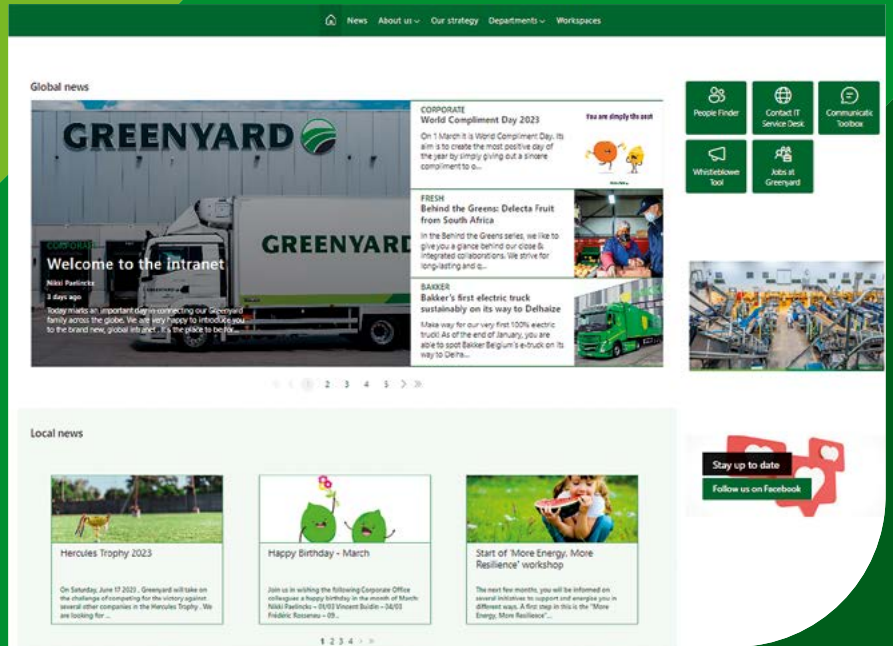 News About us Our strategy Departments Workspaces
Global news
GREENYARD
GREENYARD
CORPORATE
Welcome to the intranet
Nikki Paelinckx
3 days ago
Today marks an important day in connecting our Greenyard
family across the globe. We are very happy to introduce you
to the brand new, global intranet. It's the place to be for...
CORPORATE
World Compliment Day 2023
On 1 March it is World Compliment Day. Its
aim is to create the most positive day of
the year by simply giving out a sincere
compliment to o...
You are simply the zest
FRESH
Behind the Greens: Delecta Fruit
from South Africa
In the Behind the Greens series, we like to
give you a glance behind our close &
integrated collaborations. We strive for
long-lasting and q...
BAKKER
Bakker's first electric truck
sustainably on its way to Delhaize
Make way for our very first 100% electric
truck! As of the end of January, you are
able to spot Bakker Belgium's e-truck on its
way to Delha...
1 2 3 4 5
People Finder
Contact IT
Service Desk
Communicatic
Toolbox
Whistleblowe
Tool
Jobs at
Greenyard
Stay up to date
Follow us on Facebook
Local news
Hercules Trophy 2023
On Saturday, June 17 2023, Greenyard will take on
the challenge of competing for the victory against
several other companies in the Hercules Trophy. We
are looking for ...
Happy Birthday - March
Join us in wishing the following Corporate Office
colleagues a happy birthday in the month of March:
Nikki Paelinckx – 01/03 Vincent Buidin – 04/03
Frédéric Rosseneu – 09...
Start of 'More Energy, More
Resilience' workshop
The next few months, you will be informed on
several initiatives to support and energise you in
different ways. A first step in this is the "More
Energy, More Resilience"...
1 2 3 4